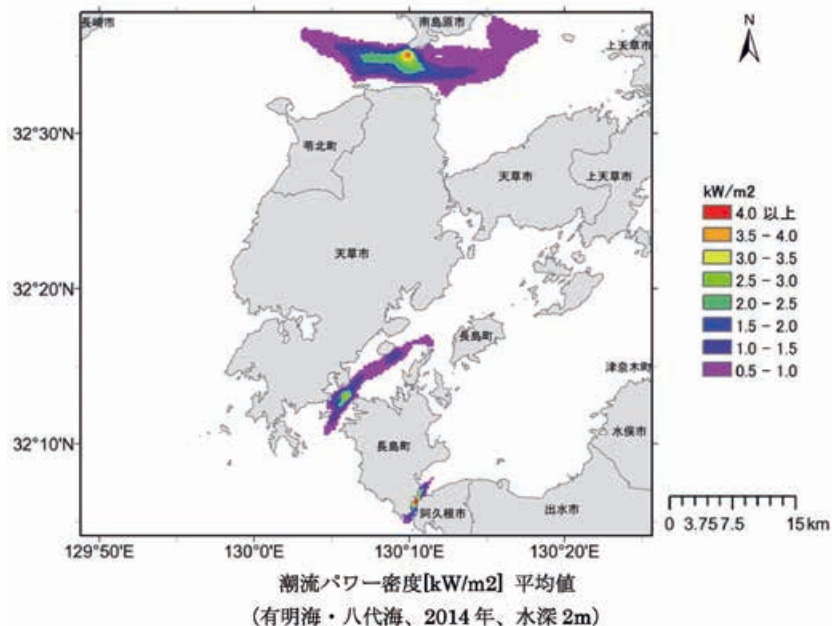 長崎市
南島原市
上天草市
N
32°30'N
苓北町
天草市
上天草市
kW/m2
4.0 以上
3.5 - 4.0
3.0 - 3.5
2.5 - 3.0
2.0 - 2.5
1.5 - 2.0
1.0 - 1.5
0.5 - 1.0
天草市
32°20'N
長島町
津奈木町
水俣市
32°10'N
長島町
阿久根市
出水市
0 3.75 7.5 15 km
129°50'E 130°0'E 130°10'E 130°20'E
潮流パワー密度[kW/m2] 平均値
(有明海・八代海、2014年、水深 2m)